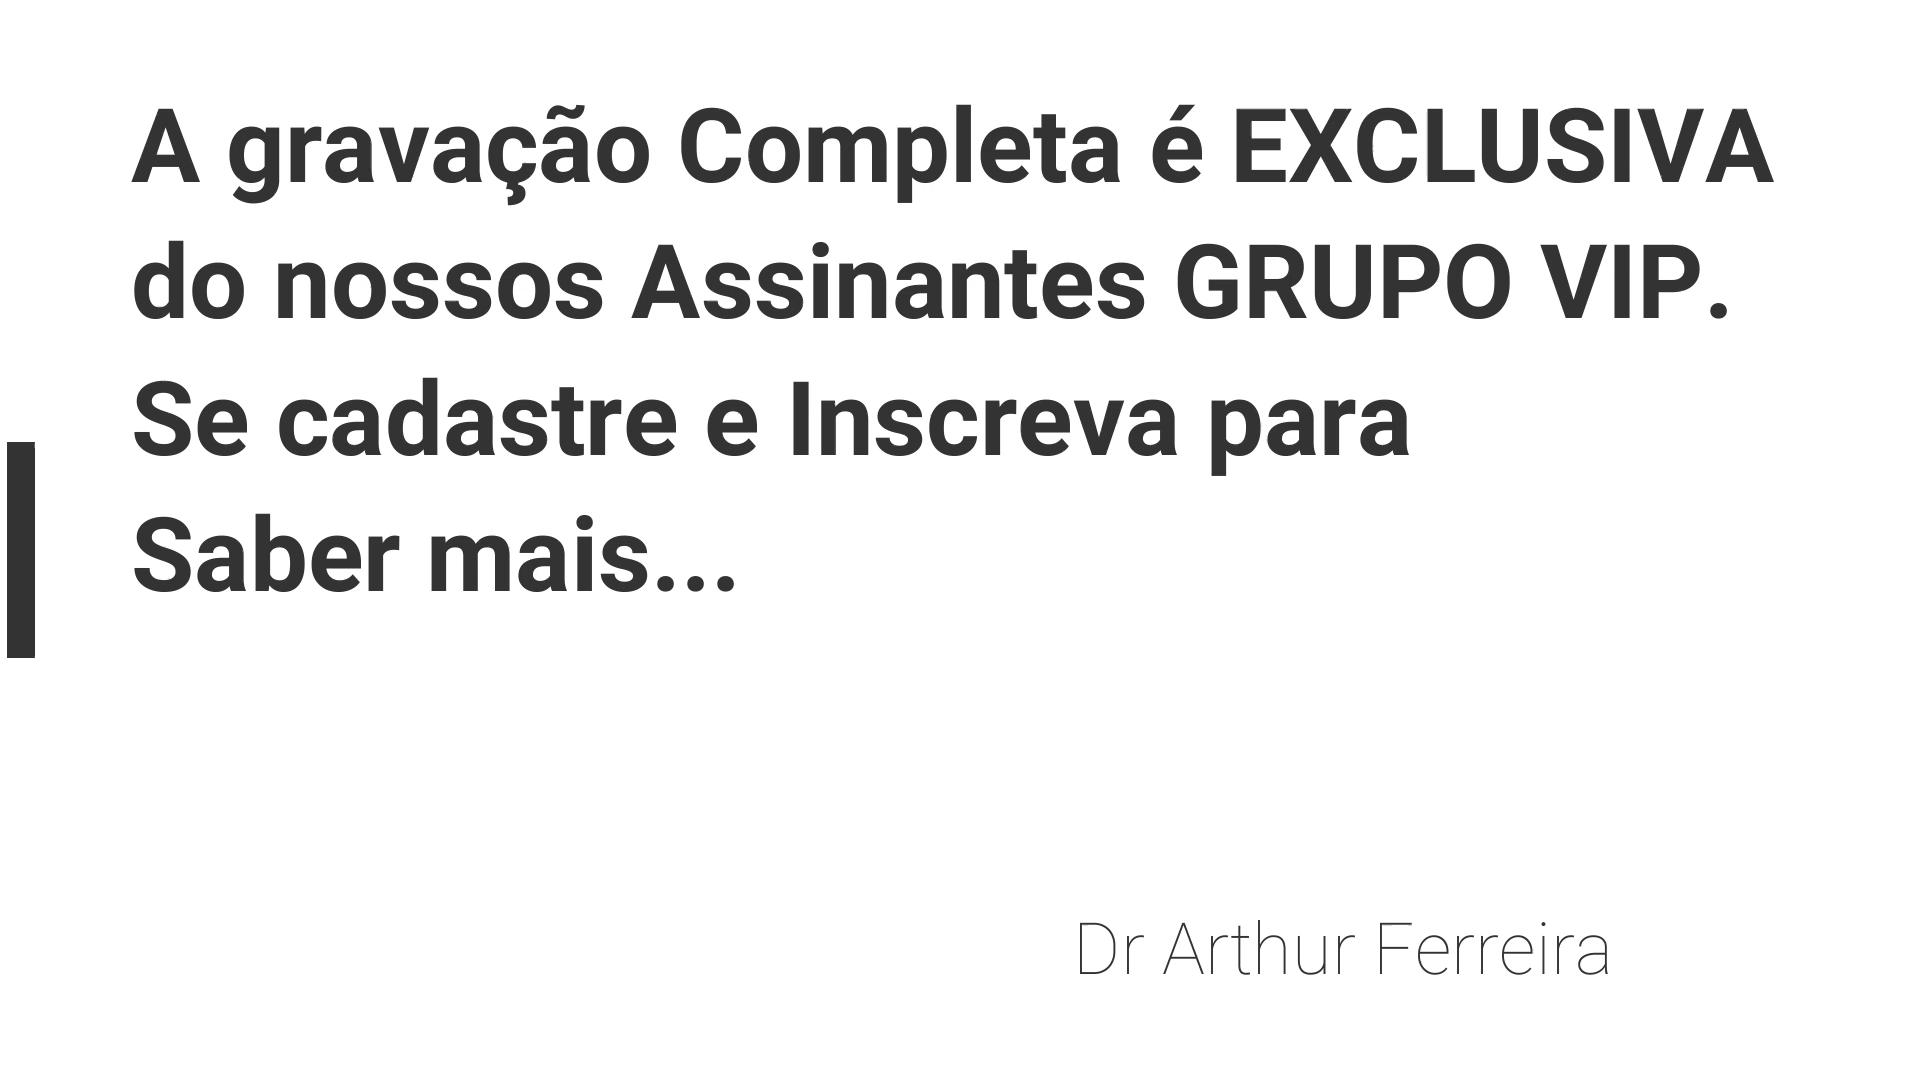 A gravação Completa é EXCLUSIVA
do nossos Assinantes GRUPO VIP.
Se cadastre e Inscreva para
Saber mais...
Dr Arthur Ferreira